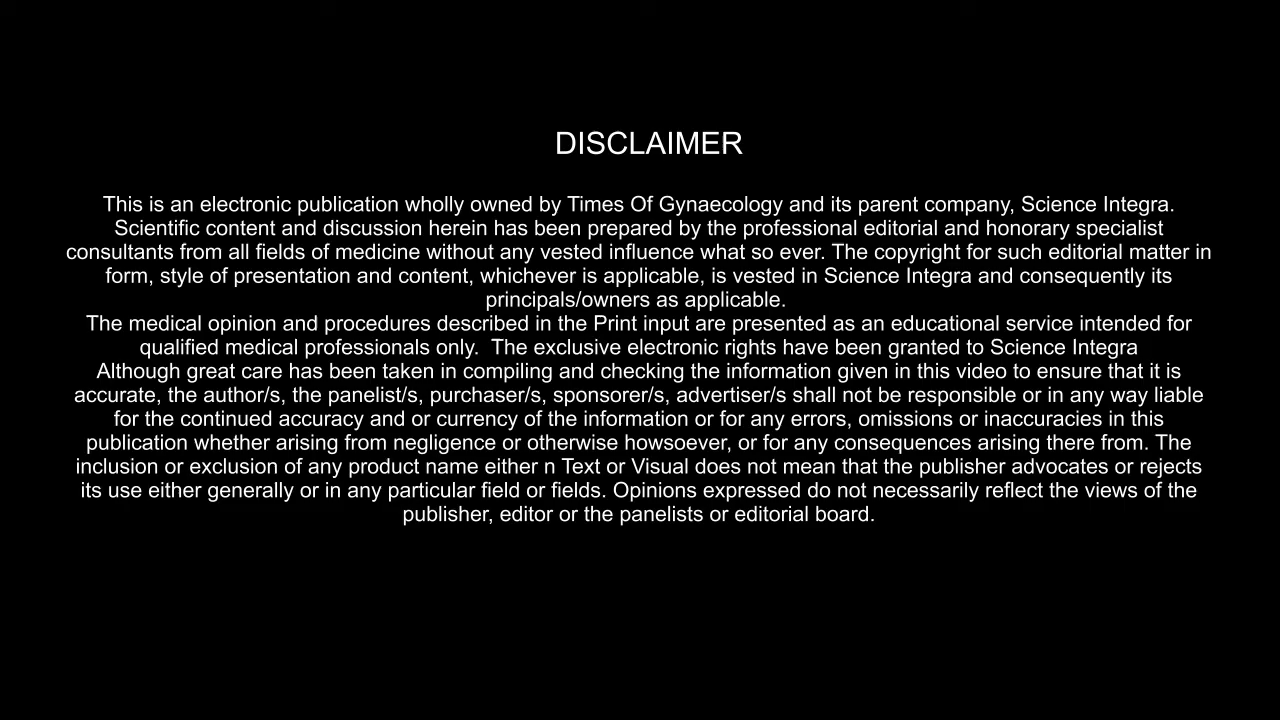 DISCLAIMER
This is an electronic publication wholly owned by Times Of Gynaecology and its parent company, Science Integra.
Scientific content and discussion herein has been prepared by the professional editorial and honorary specialist
consultants from all fields of medicine without any vested influence what so ever. The copyright for such editorial matter in
form, style of presentation and content, whichever is applicable, is vested in Science Integra and consequently its
principals/owners as applicable.
The medical opinion and procedures described in the Print input are presented as an educational service intended for
qualified medical professionals only.  The exclusive electronic rights have been granted to Science Integra
Although great care has been taken in compiling and checking the information given in this video to ensure that it is
accurate, the author/s, the panelist/s, purchaser/s, sponsorer/s, advertiser/s shall not be responsible or in any way liable
for the continued accuracy and or currency of the information or for any errors, omissions or inaccuracies in this
publication whether arising from negligence or otherwise howsoever, or for any consequences arising there from. The
inclusion or exclusion of any product name either n Text or Visual does not mean that the publisher advocates or rejects
its use either generally or in any particular field or fields. Opinions expressed do not necessarily reflect the views of the
publisher, editor or the panelists or editorial board.